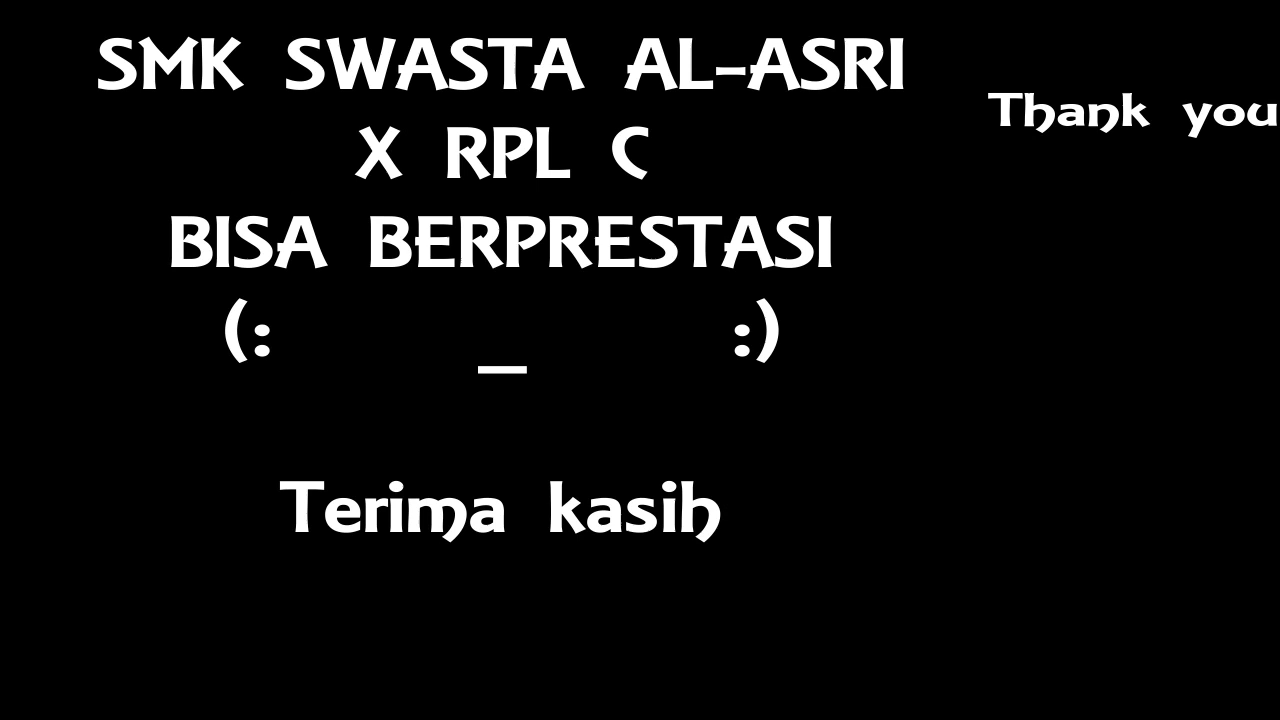 SMK SWASTA AL-ASRI
X RPL C
BISA BERPRESTASI
(: _ :)
Terima kasih
Thank you